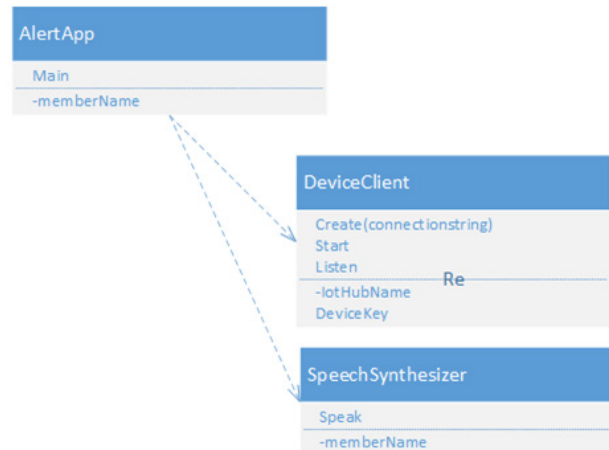 AlertApp
Main
-memberName
DeviceClient
Create(connectionstring)
Start
Listen
Re
-IotHubName
DeviceKey
SpeechSynthesizer
Speak
-memberName